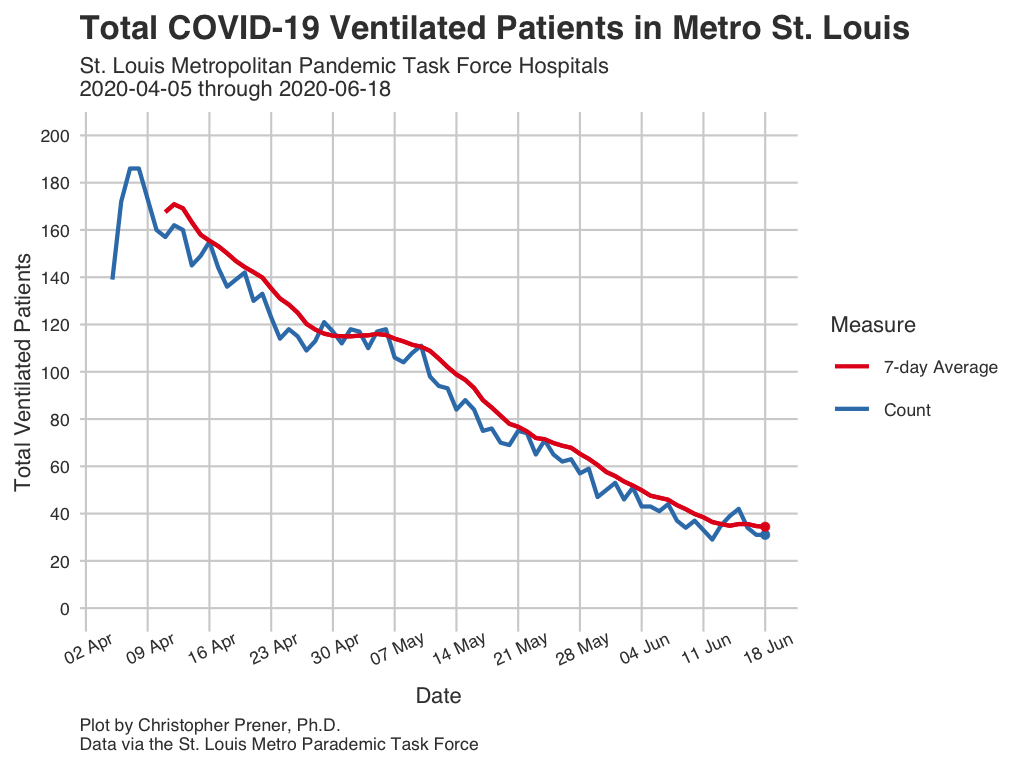 Total COVID-19 Ventilated Patients in Metro St. Louis
St. Louis Metropolitan Pandemic Task Force Hospitals
2020-04-05 through 2020-06-18
Total Ventilated Patients
200
180
160
140
120
100
80
60
40
20
0
02 Apr
09 Apr
16 Apr
23 Apr
30 Apr
07 May
14 May
21 May
28 May
04 Jun
11 Jun
18 Jun
Date
Measure
7-day Average
Count
Plot by Christopher Prener, Ph.D.
Data via the St. Louis Metro Parademic Task Force